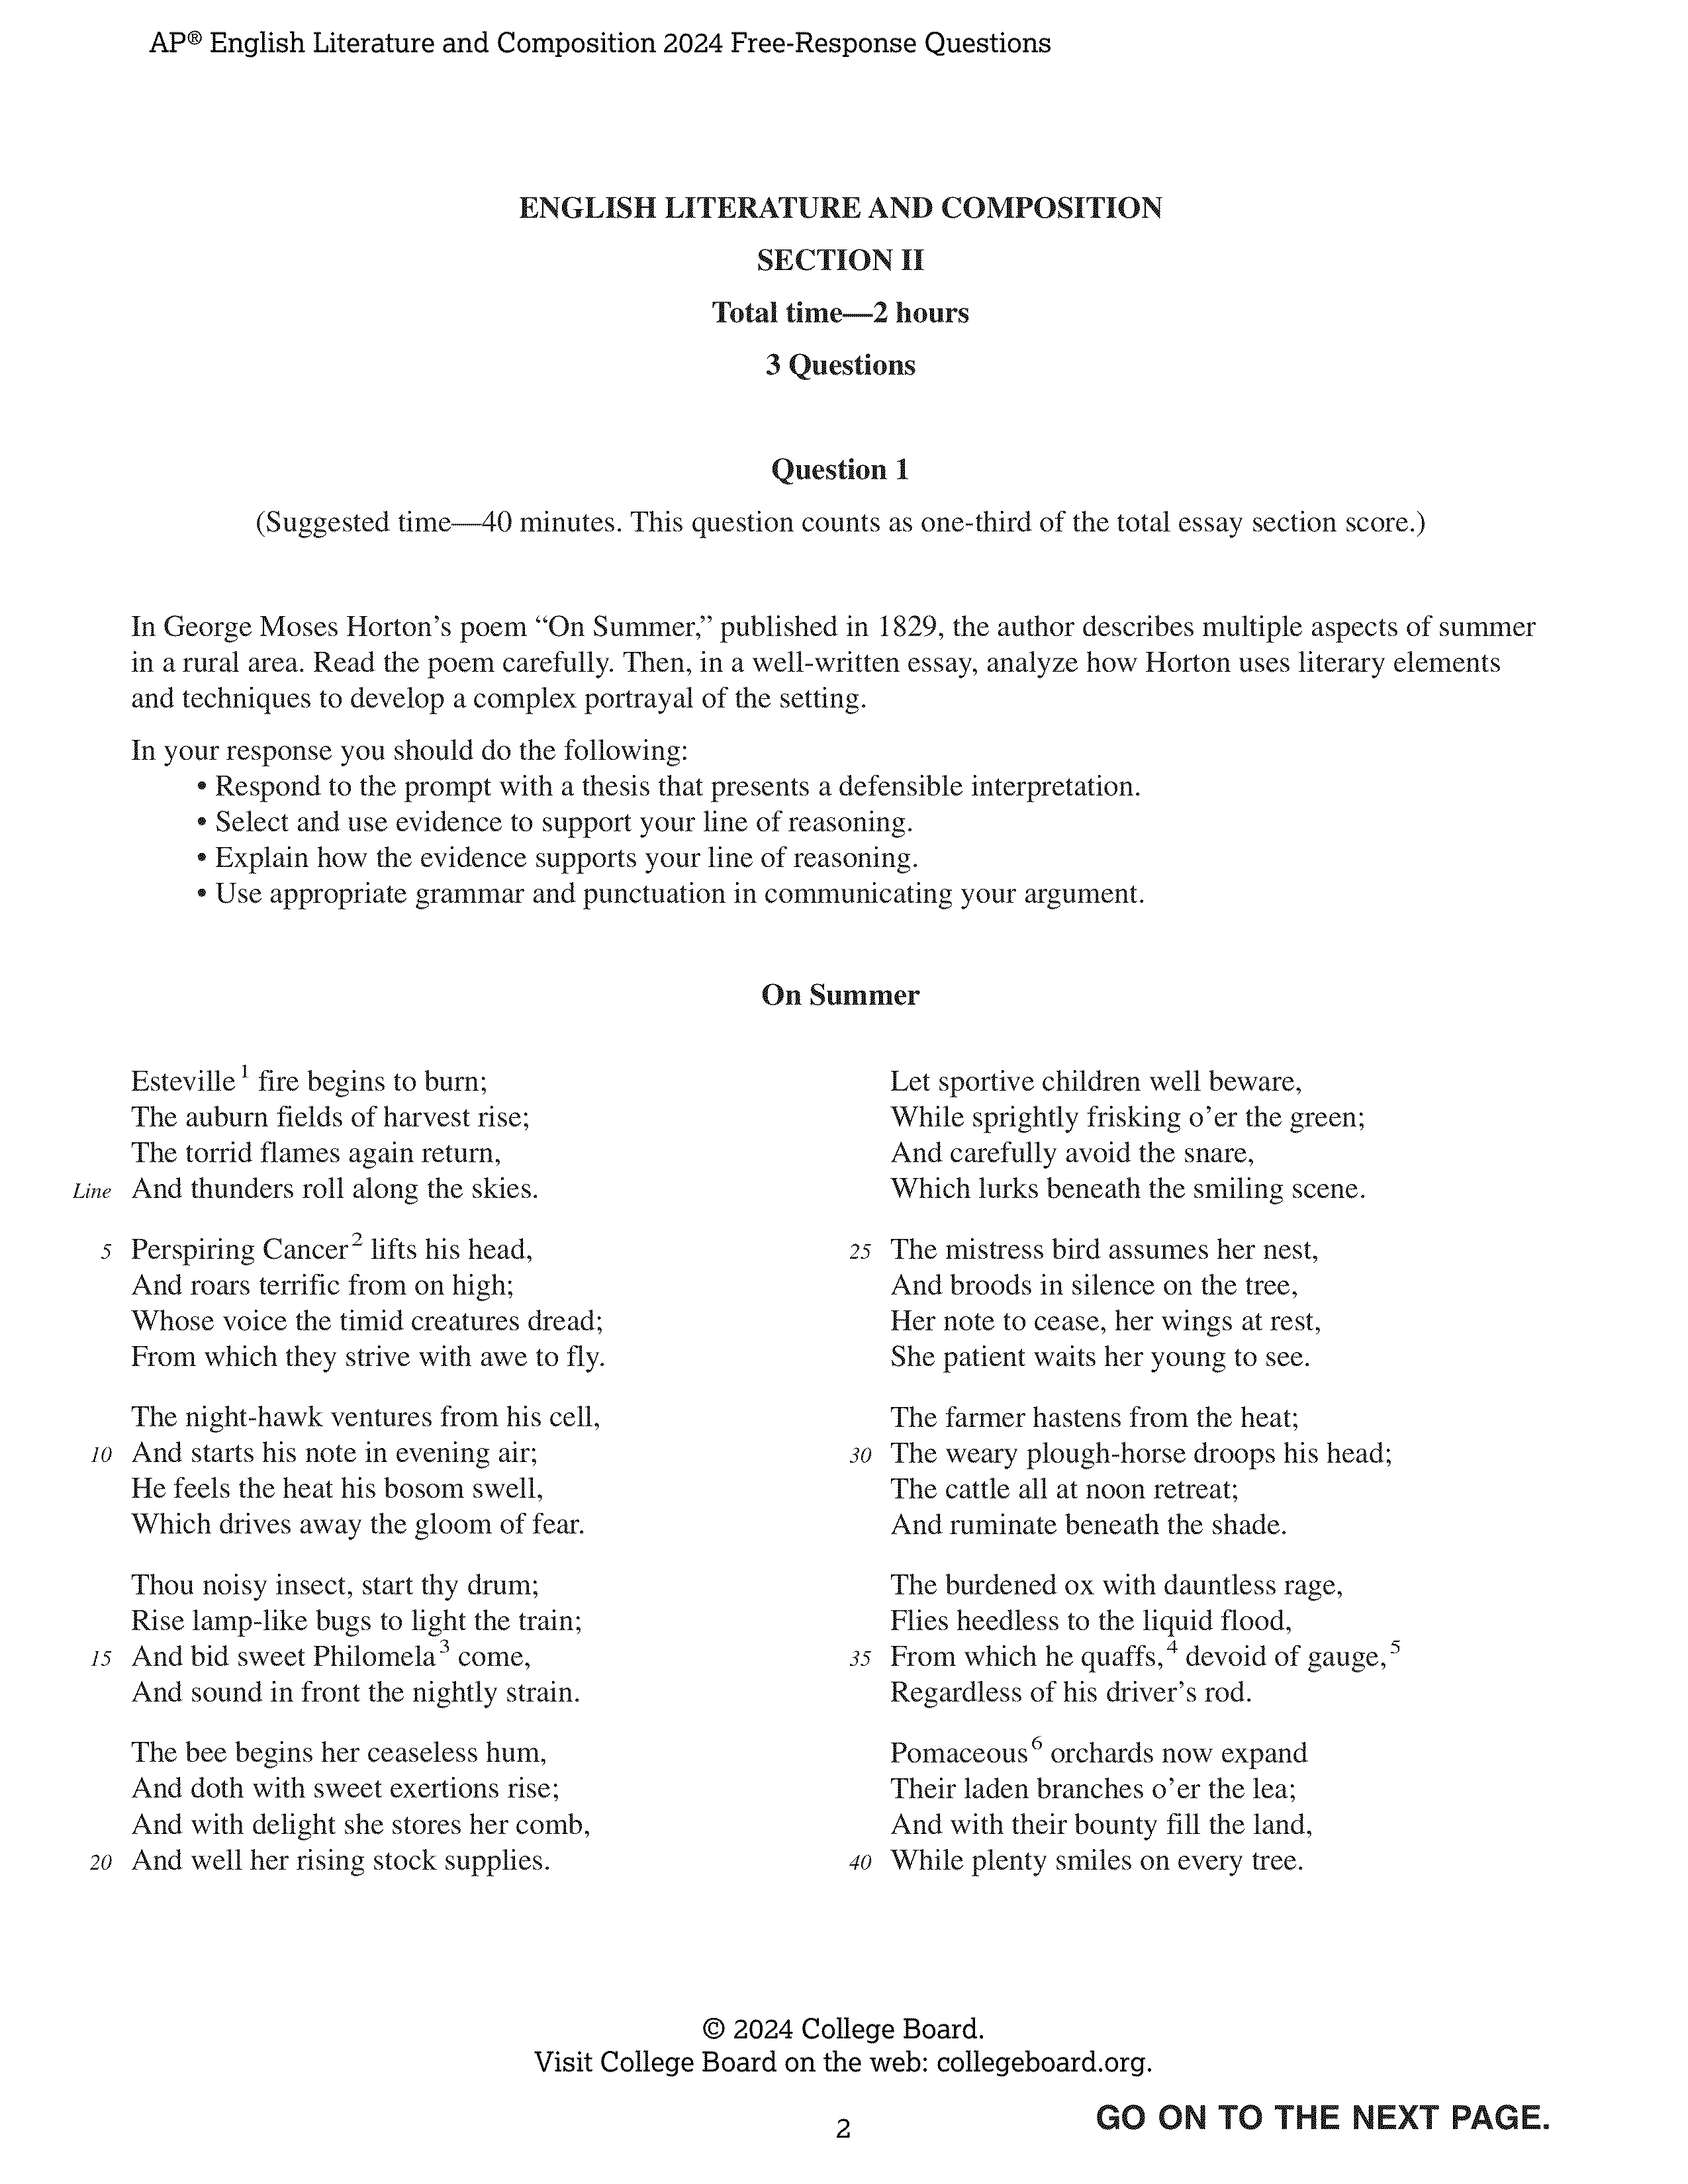 AP® English Literature and Composition 2024 Free-Response Questions
ENGLISH LITERATURE AND COMPOSITION
SECTION II
Total time—2 hours
3 Questions
Question 1
(Suggested time—40 minutes. This question counts as one-third of the total essay section score.)
In George Moses Horton’s poem “On Summer,” published in 1829, the author describes multiple aspects of summer
in a rural area. Read the poem carefully. Then, in a well-written essay, analyze how Horton uses literary elements
and techniques to develop a complex portrayal of the setting.
In your response you should do the following:
• Respond to the prompt with a thesis that presents a defensible interpretation.
• Select and use evidence to support your line of reasoning.
• Explain how the evidence supports your line of reasoning.
• Use appropriate grammar and punctuation in communicating your argument.
On Summer
Esteville¹ fire begins to burn;
The auburn fields of harvest rise;
The torrid flames again return,
Line And thunders roll along the skies.
5 Perspiring Cancer² lifts his head,
And roars terrific from on high;
Whose voice the timid creatures dread;
From which they strive with awe to fly.
The night-hawk ventures from his cell,
10 And starts his note in evening air;
He feels the heat his bosom swell,
Which drives away the gloom of fear.
Thou noisy insect, start thy drum;
Rise lamp-like bugs to light the train;
15 And bid sweet Philomela³ come,
And sound in front the nightly strain.
The bee begins her ceaseless hum,
And doth with sweet exertions rise;
And with delight she stores her comb,
20 And well her rising stock supplies.
Let sportive children well beware,
While sprightly frisking o’er the green;
And carefully avoid the snare,
Which lurks beneath the smiling scene.
25 The mistress bird assumes her nest,
And broods in silence on the tree,
Her note to cease, her wings at rest,
She patient waits her young to see.
The farmer hastens from the heat;
30 The weary plough-horse droops his head;
The cattle all at noon retreat;
And ruminate beneath the shade.
The burdened ox with dauntless rage,
Flies heedless to the liquid flood,
35 From which he quaffs,⁴ devoid of gauge,⁵
Regardless of his driver’s rod.
Pomaceous⁶ orchards now expand
Their laden branches o’er the lea;
And with their bounty fill the land,
40 While plenty smiles on every tree.
© 2024 College Board.
Visit College Board on the web: collegeboard.org.
GO ON TO THE NEXT PAGE.
2